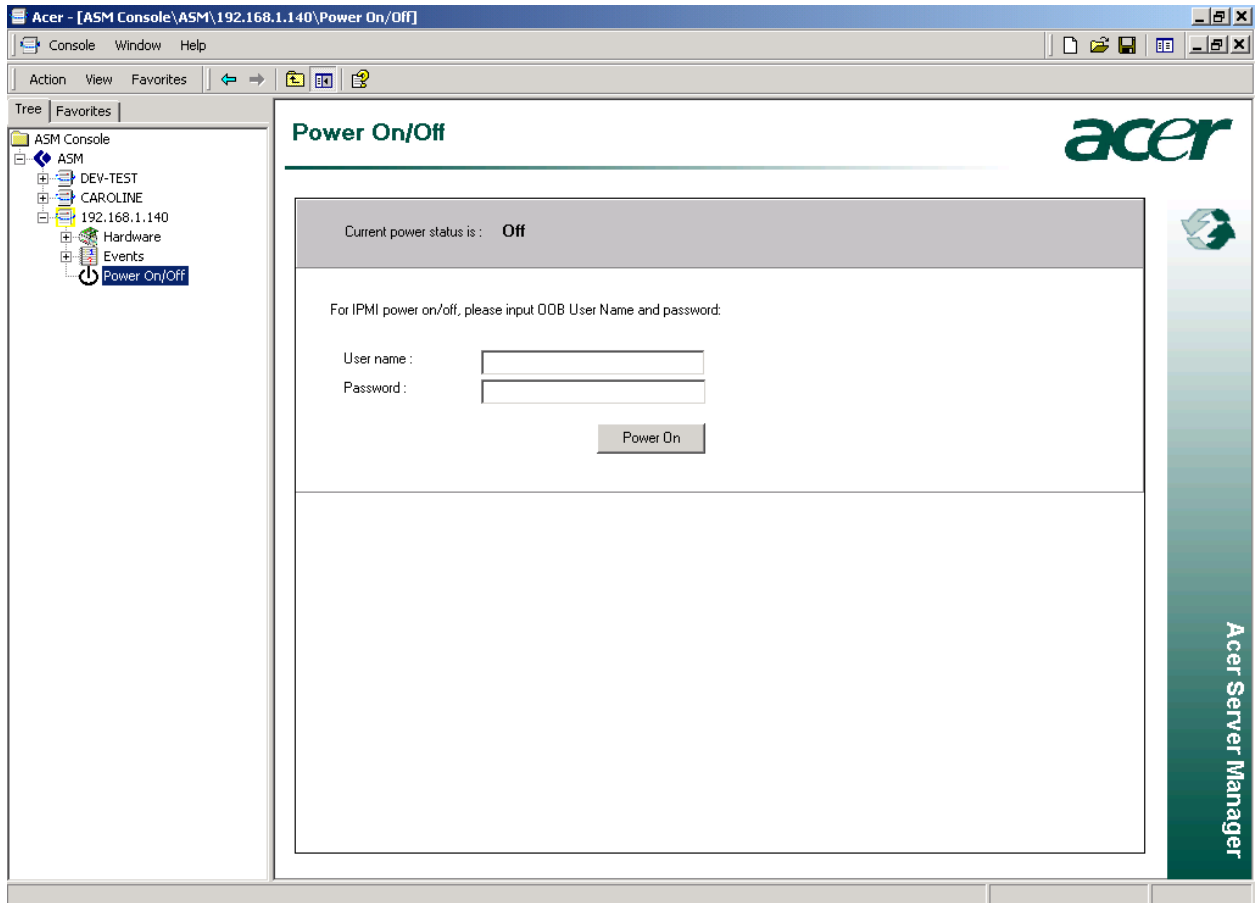 Acer - [ASM Console\ASM\192.168.1.140\Power On/Off]
Console Window Help
Action View Favorites
Tree Favorites
ASM Console
ASM
DEV-TEST
CAROLINE
192.168.1.140
Hardware
Events
Power On/Off
Power On/Off
acer
Current power status is : Off
For IPMI power on/off, please input OOB User Name and password:
User name :
Password :
Power On
Acer Server Manager